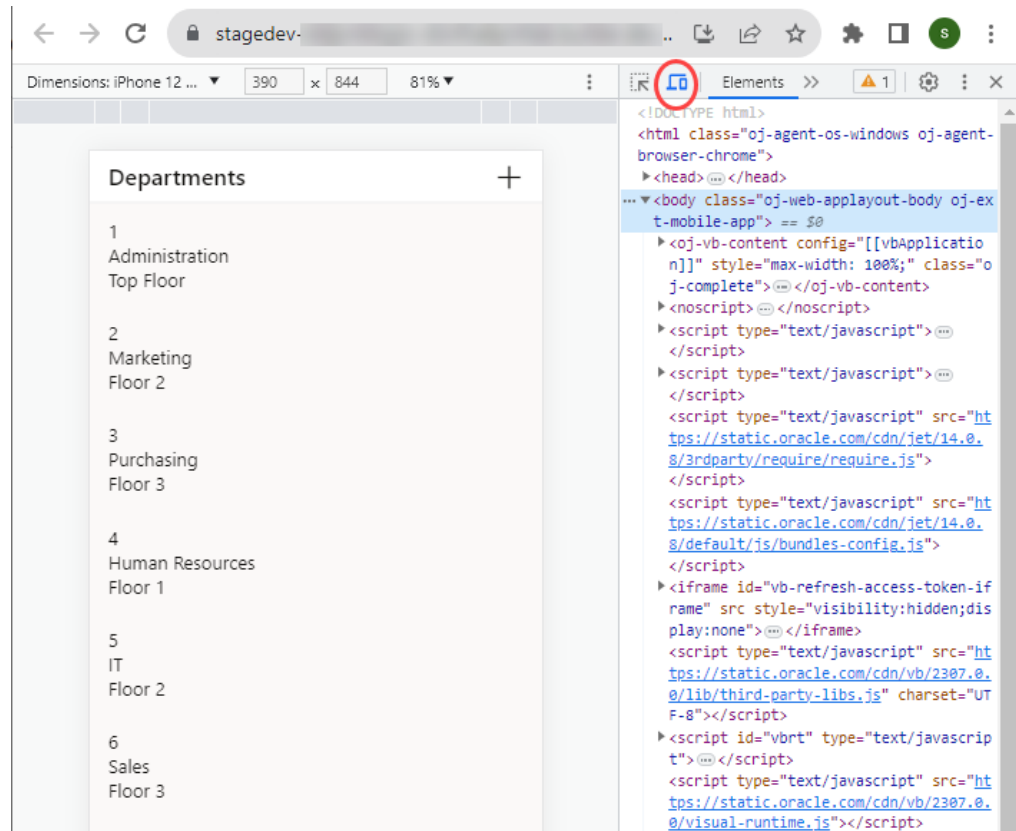 stagedev-
..
S
Dimensions: iPhone 12 ... ▼ 390 x 844 81% ▼
Elements >> 1
Departments
1
Administration
Top Floor
2
Marketing
Floor 2
3
Purchasing
Floor 3
4
Human Resources
Floor 1
5
IT
Floor 2
6
Sales
Floor 3
<!DOCTYPE html>
<html class="oj-agent-os-windows oj-agent-
browser-chrome">
<head> ... </head>
... <body class="oj-web-applayout-body oj-ex
t-mobile-app"> == $0
<oj-vb-content config="[[vbApplicatio
n]]" style="max-width: 100%;" class="o
j-complete"> ... </oj-vb-content>
<noscript> ... </noscript>
<script type="text/javascript"> ...
</script>
<script type="text/javascript"> ...
</script>
<script type="text/javascript" src="ht
tps://static.oracle.com/cdn/jet/14.0.
8/3rdparty/require/require.js">
</script>
<script type="text/javascript" src="ht
tps://static.oracle.com/cdn/jet/14.0.
8/default/js/bundles-config.js">
</script>
<iframe id="vb-refresh-access-token-if
rame" src style="visibility:hidden;dis
play:none"> ... </iframe>
<script type="text/javascript" src="ht
tps://static.oracle.com/cdn/vb/2307.0.
0/lib/third-party-libs.js" charset="UT
F-8"></script>
<script id="vbrt" type="text/javascrip
t"> ... </script>
<script type="text/javascript" src="ht
tps://static.oracle.com/cdn/vb/2307.0.
0/visual-runtime.js"></script>